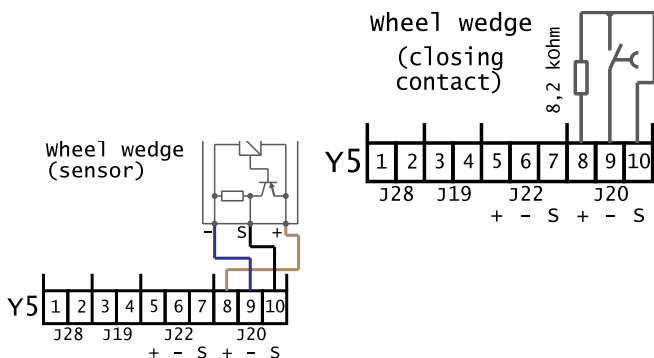 Wheel wedge
(closing
contact)
8,2 kOhm
Y5 1 2 3 4 5 6 7 8 9 10
J28 J19 J22 J20
+ − S + − S
Wheel wedge
(sensor)
− S +
Y5 1 2 3 4 5 6 7 8 9 10
J28 J19 J22 J20
+ − S + − S